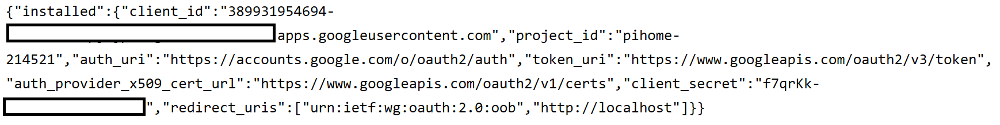 {"installed":{"client_id":"389931954694-
apps.googleusercontent.com","project_id":"pihome-
214521","auth_uri":"https://accounts.google.com/o/oauth2/auth","token_uri":"https://www.googleapis.com/oauth2/v3/token",
"auth_provider_x509_cert_url":"https://www.googleapis.com/oauth2/v1/certs","client_secret":"f7qrKk-
","redirect_uris":["urn:ietf:wg:oauth:2.0:oob","http://localhost"]}}